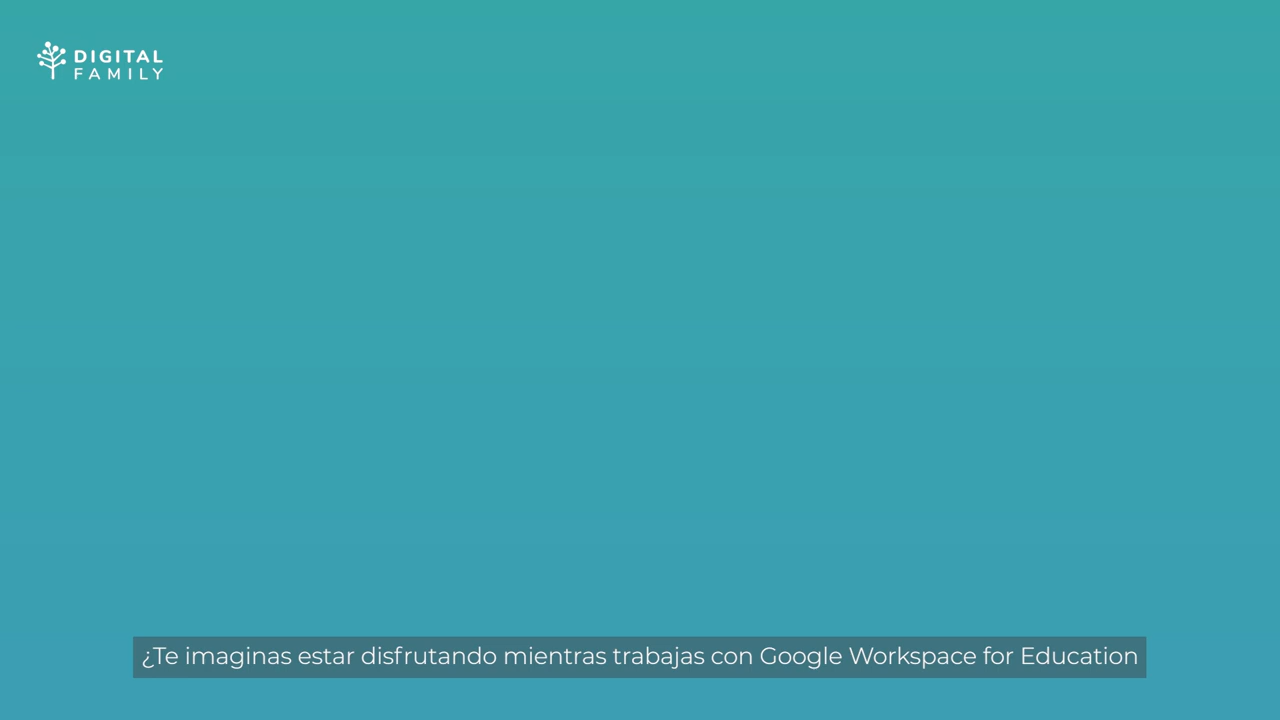 DIGITAL
FAMILY
¿Te imaginas estar disfrutando mientras trabajas con Google Workspace for Education